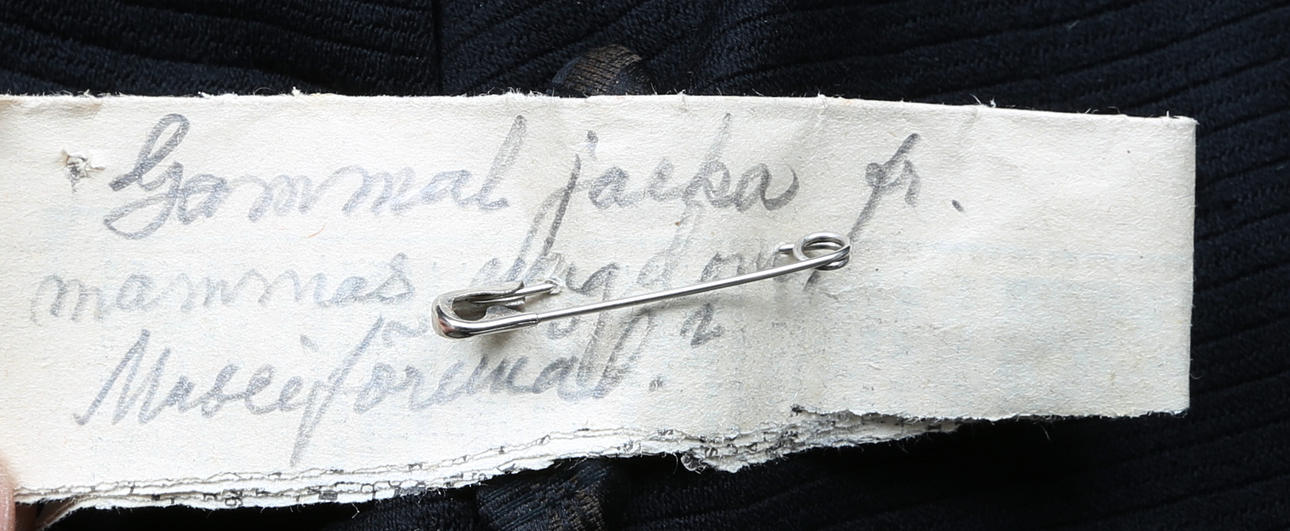 Gammal jacka fr.
mammas ungdom
Museiföremål.